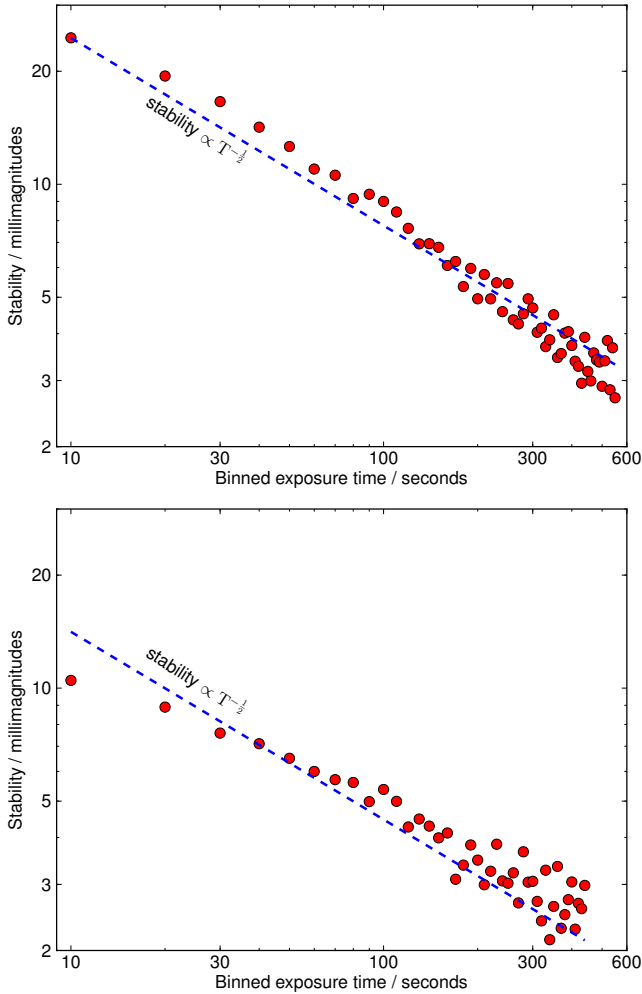 20
10
5
3
2
stability ∝ T^{-1/2}
10 30 100 300 600
Binned exposure time / seconds
Stability / millimagnitudes
20
10
5
3
2
stability ∝ T^{-1/2}
10 30 100 300 600
Binned exposure time / seconds
Stability / millimagnitudes